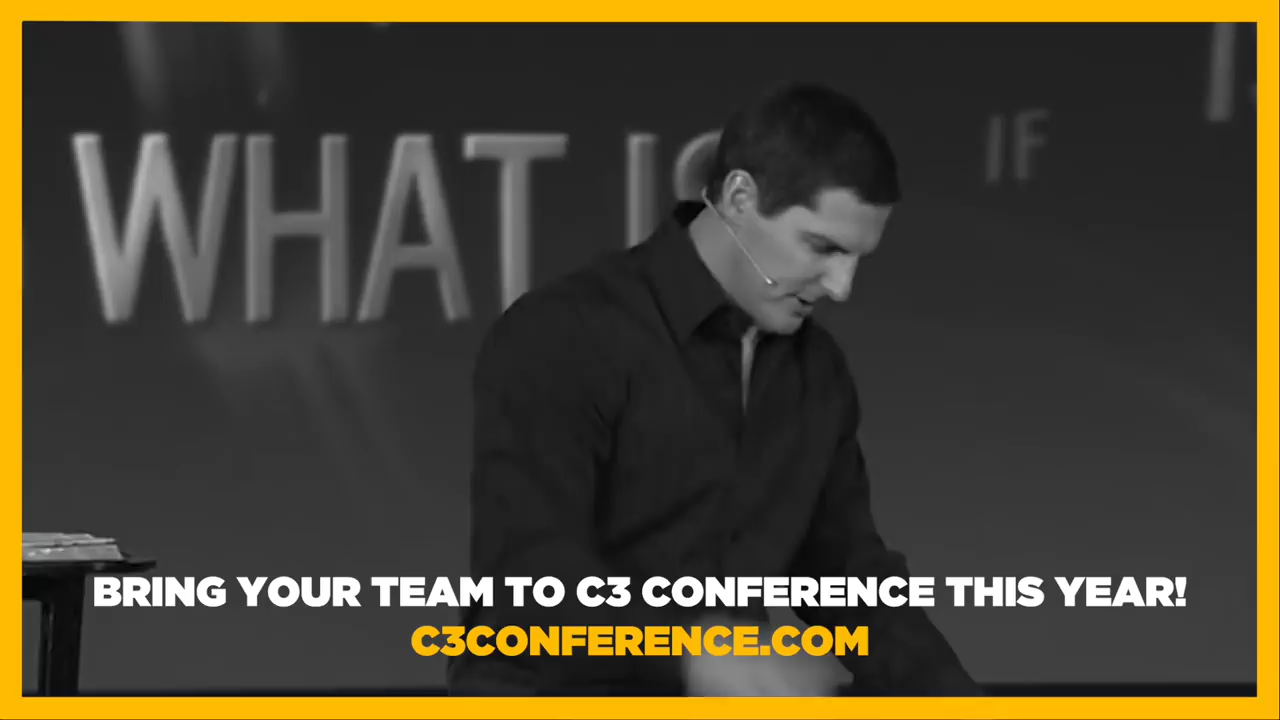 WHAT IS
IF
BRING YOUR TEAM TO C3 CONFERENCE THIS YEAR!
C3CONFERENCE.COM